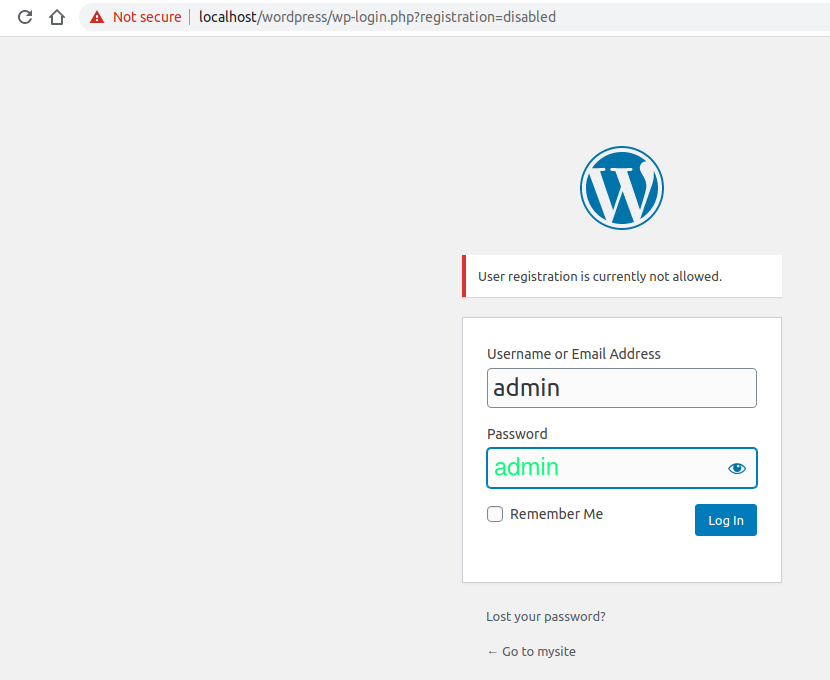 Not secure | localhost/wordpress/wp-login.php?registration=disabled
User registration is currently not allowed.
Username or Email Address
admin
Password
admin
Remember Me
Log In
Lost your password?
← Go to mysite